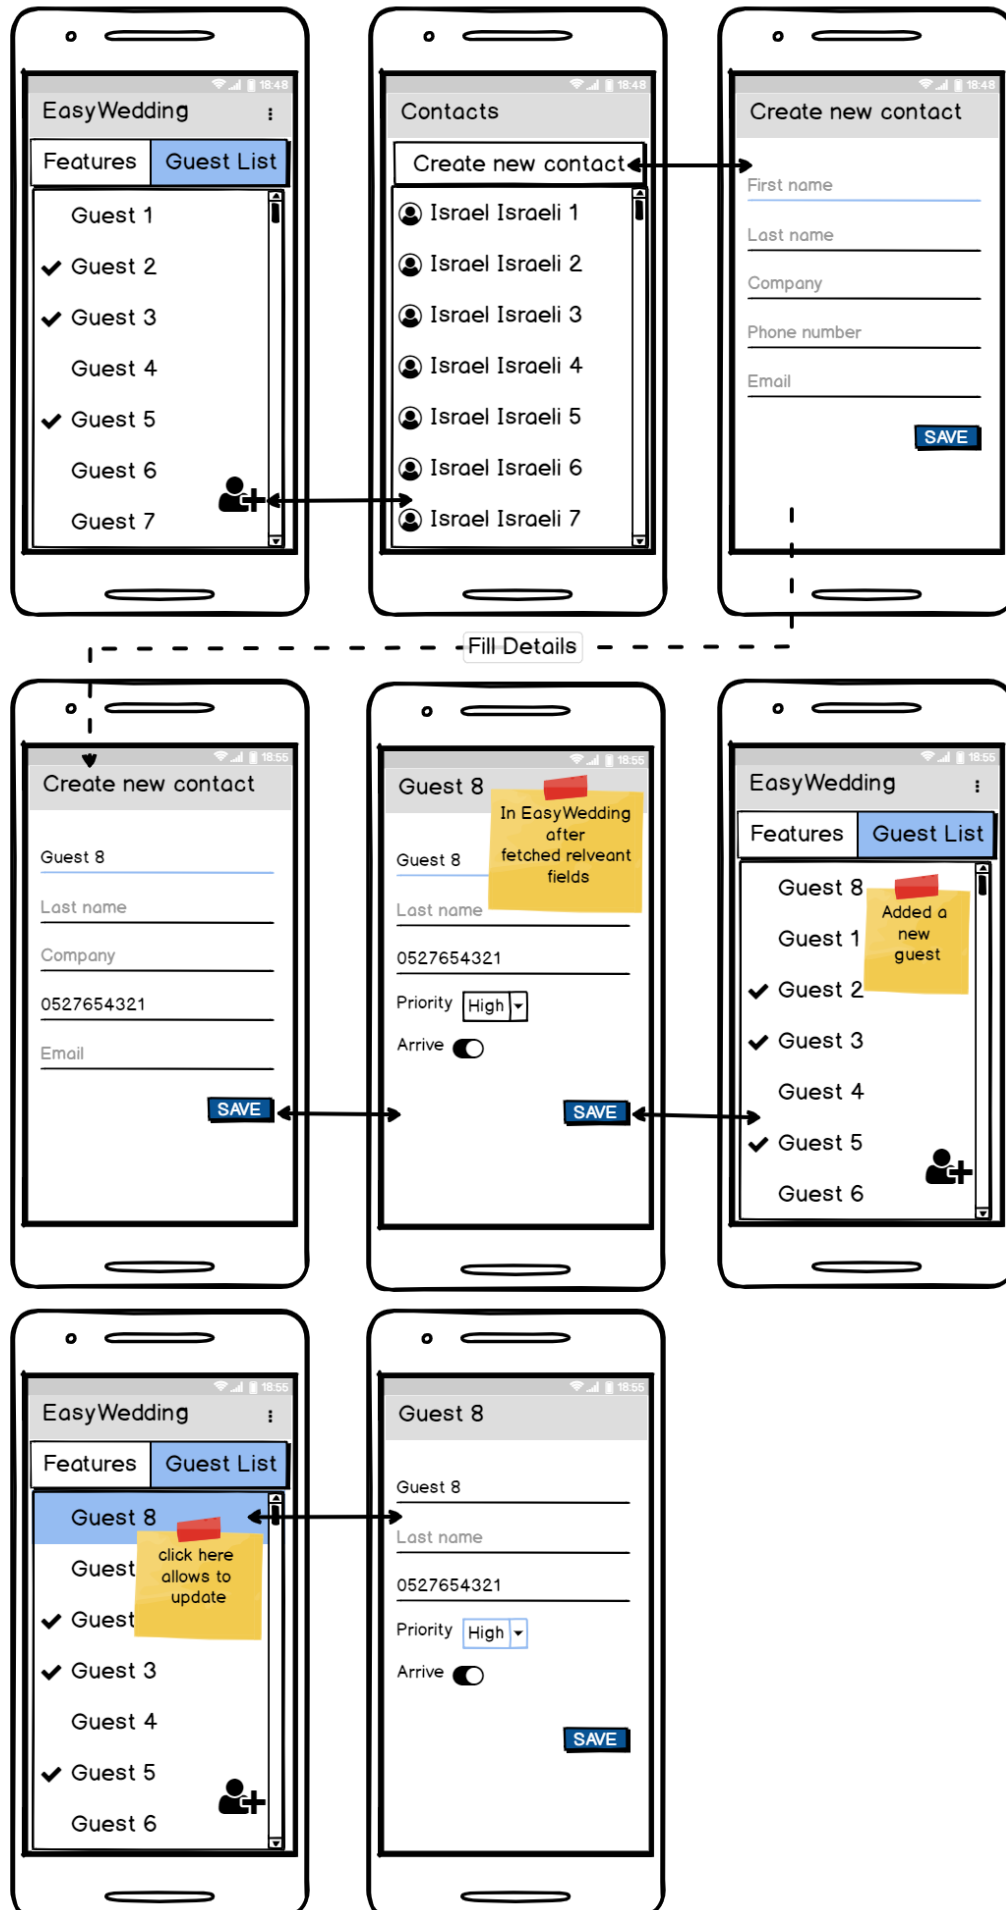 18:48
EasyWedding
Features
Guest List
Guest 1
Guest 2
Guest 3
Guest 4
Guest 5
Guest 6
Guest 7
18:48
Contacts
Create new contact
Israel Israeli 1
Israel Israeli 2
Israel Israeli 3
Israel Israeli 4
Israel Israeli 5
Israel Israeli 6
Israel Israeli 7
18:48
Create new contact
First name
Last name
Company
Phone number
Email
SAVE
Fill Details
18:55
Create new contact
Guest 8
Last name
Company
0527654321
Email
SAVE
18:55
Guest 8
In EasyWedding
after
fetched relveant
fields
Guest 8
Last name
0527654321
Priority High
Arrive
SAVE
18:55
EasyWedding
Features
Guest List
Guest 8
Guest 1
Guest 2
Guest 3
Guest 4
Guest 5
Guest 6
Added a
new
guest
18:55
EasyWedding
Features
Guest List
Guest 8
Guest
Guest
Guest 3
Guest 4
Guest 5
Guest 6
click here
allows to
update
18:55
Guest 8
Guest 8
Last name
0527654321
Priority High
Arrive
SAVE